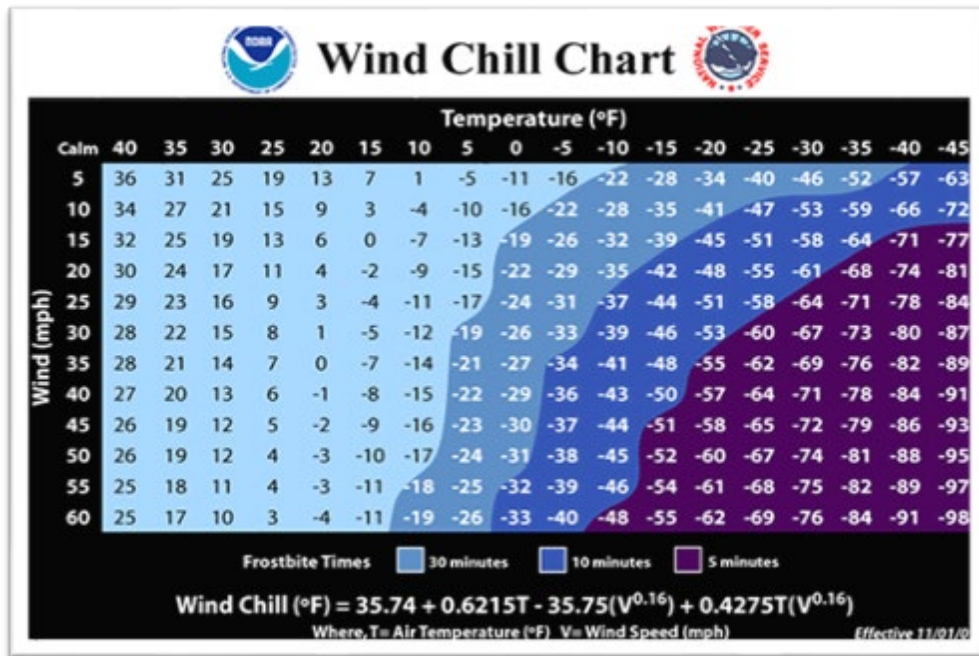 NOAA
Wind Chill Chart
NATIONAL WEATHER SERVICE
Temperature (°F)
Calm 40 35 30 25 20 15 10 5 0 -5 -10 -15 -20 -25 -30 -35 -40 -45
5 36 31 25 19 13 7 1 -5 -11 -16 -22 -28 -34 -40 -46 -52 -57 -63
10 34 27 21 15 9 3 -4 -10 -16 -22 -28 -35 -41 -47 -53 -59 -66 -72
15 32 25 19 13 6 0 -7 -13 -19 -26 -32 -39 -45 -51 -58 -64 -71 -77
20 30 24 17 11 4 -2 -9 -15 -22 -29 -35 -42 -48 -55 -61 -68 -74 -81
25 29 23 16 9 3 -4 -11 -17 -24 -31 -37 -44 -51 -58 -64 -71 -78 -84
30 28 22 15 8 1 -5 -12 -19 -26 -33 -39 -46 -53 -60 -67 -73 -80 -87
35 28 21 14 7 0 -7 -14 -21 -27 -34 -41 -48 -55 -62 -69 -76 -82 -89
40 27 20 13 6 -1 -8 -15 -22 -29 -36 -43 -50 -57 -64 -71 -78 -84 -91
45 26 19 12 5 -2 -9 -16 -23 -30 -37 -44 -51 -58 -65 -72 -79 -86 -93
50 26 19 12 4 -3 -10 -17 -24 -31 -38 -45 -52 -60 -67 -74 -81 -88 -95
55 25 18 11 4 -3 -11 -18 -25 -32 -39 -46 -54 -61 -68 -75 -82 -89 -97
60 25 17 10 3 -4 -11 -19 -26 -33 -40 -48 -55 -62 -69 -76 -84 -91 -98
Wind (mph)
Frostbite Times 30 minutes 10 minutes 5 minutes
Wind Chill (°F) = 35.74 + 0.6215T - 35.75(V^0.16) + 0.4275T(V^0.16)
Where, T= Air Temperature (°F) V= Wind Speed (mph)
Effective 11/01/0